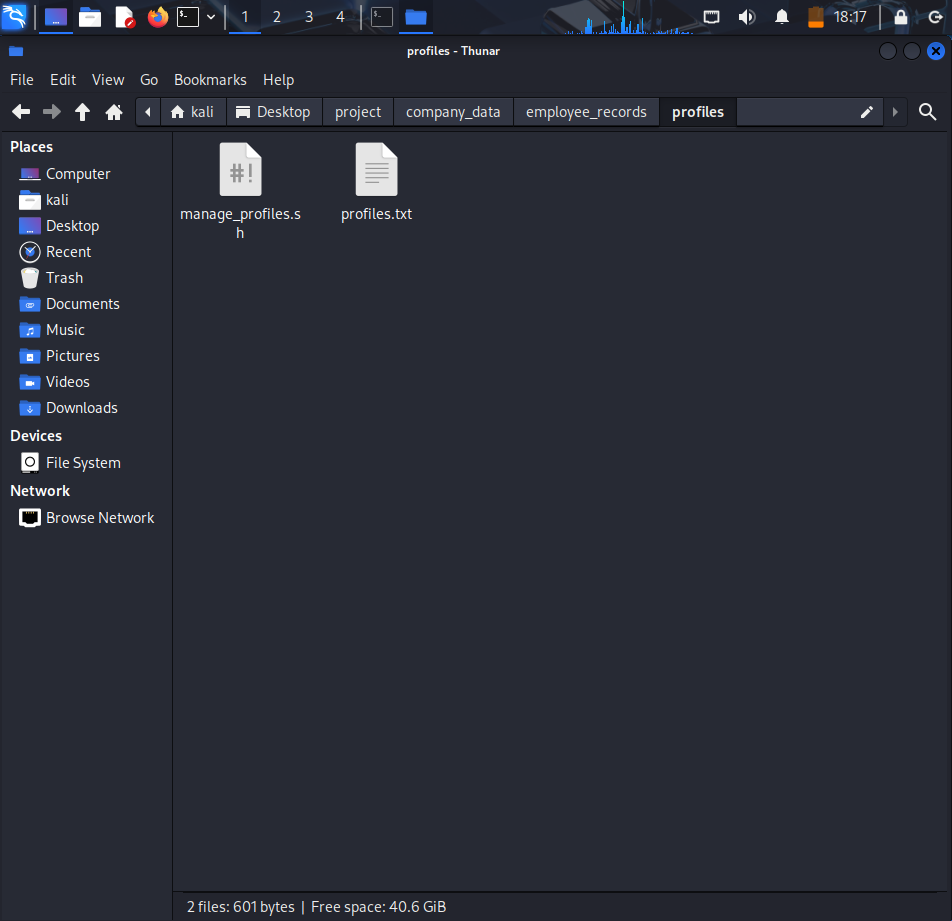 1 2 3 4 18:17
profiles - Thunar
File Edit View Go Bookmarks Help
kali Desktop project company_data employee_records profiles
Places
Computer
kali
Desktop
Recent
Trash
Documents
Music
Pictures
Videos
Downloads
Devices
File System
Network
Browse Network
#!
manage_profiles.s
h
profiles.txt
2 files: 601 bytes | Free space: 40.6 GiB